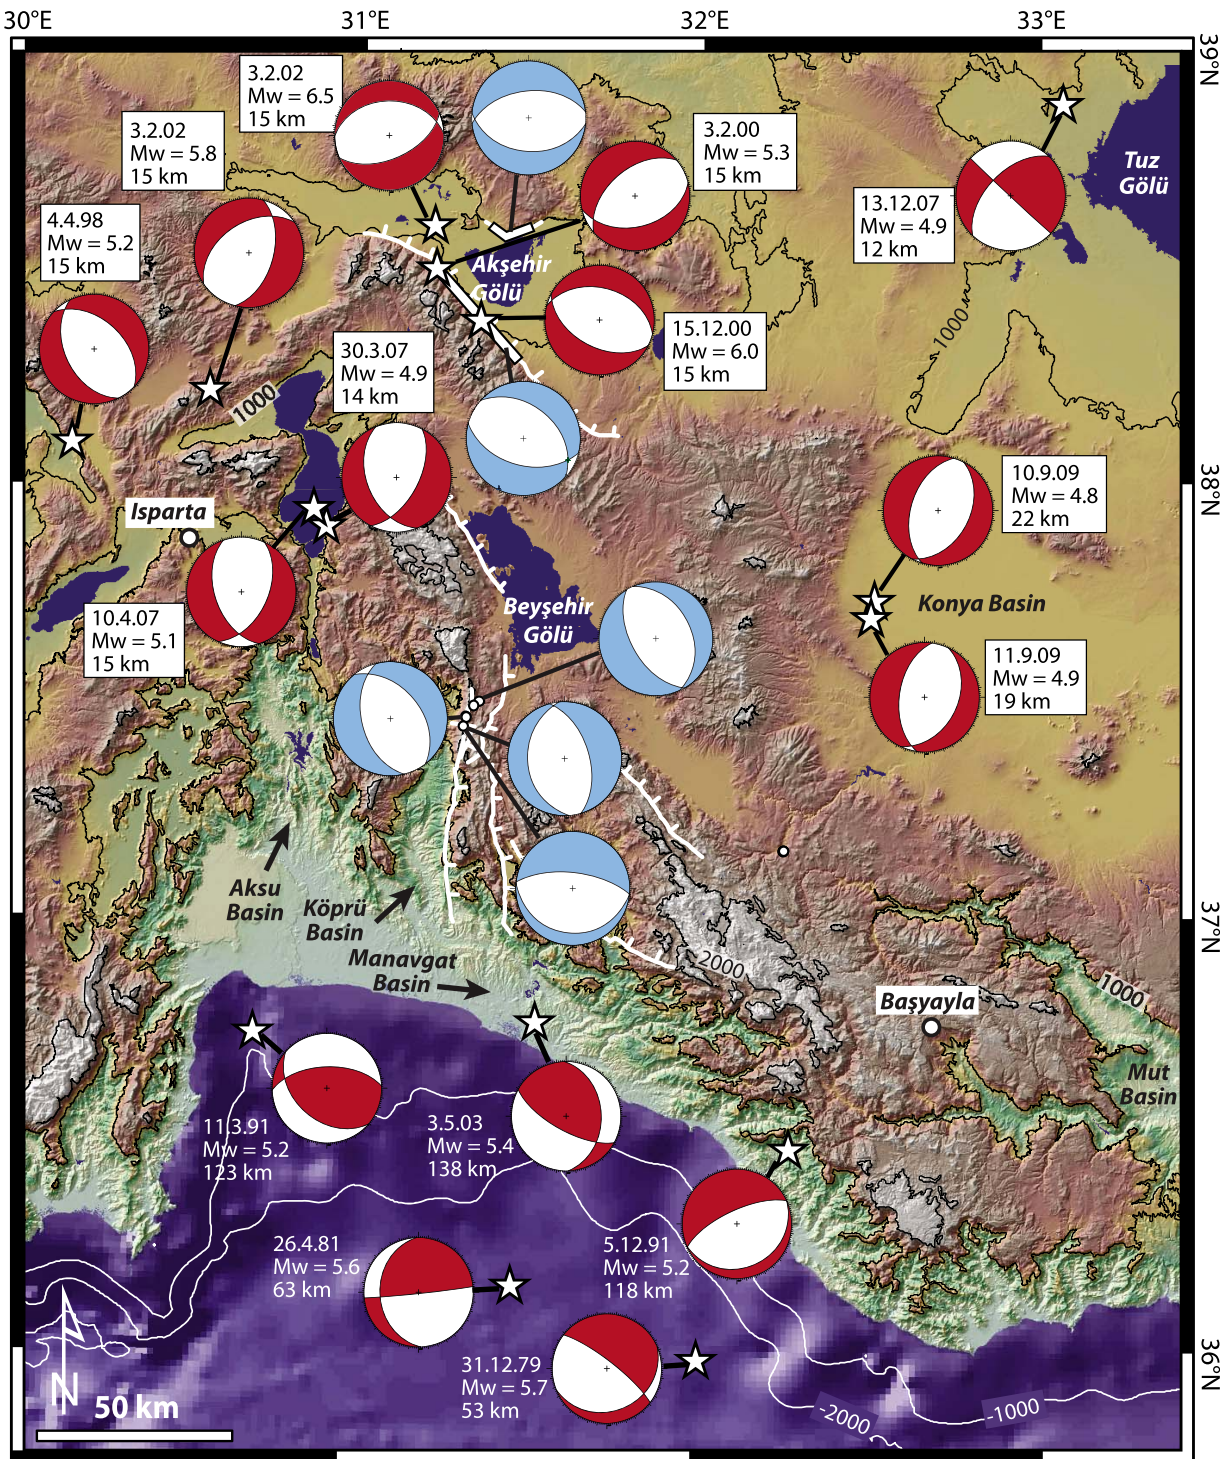 30°E
31°E
32°E
33°E
39°N
3.2.02
Mw = 6.5
15 km
3.2.02
Mw = 5.8
15 km
3.2.00
Mw = 5.3
15 km
Tuz
Gölü
13.12.07
Mw = 4.9
12 km
4.4.98
Mw = 5.2
15 km
Akşehir
Gölü
15.12.00
Mw = 6.0
15 km
1000
30.3.07
Mw = 4.9
14 km
1000
38°N
10.9.09
Mw = 4.8
22 km
Isparta
Konya Basin
Beyşehir
Gölü
10.4.07
Mw = 5.1
15 km
11.9.09
Mw = 4.9
19 km
Aksu
Basin
Köprü
Basin
37°N
Manavgat
Basin
2000
1000
Başyayla
Mut
Basin
11.3.91
Mw = 5.2
123 km
3.5.03
Mw = 5.4
138 km
26.4.81
Mw = 5.6
63 km
5.12.91
Mw = 5.2
118 km
36°N
31.12.79
Mw = 5.7
53 km
N
50 km
-2000
-1000